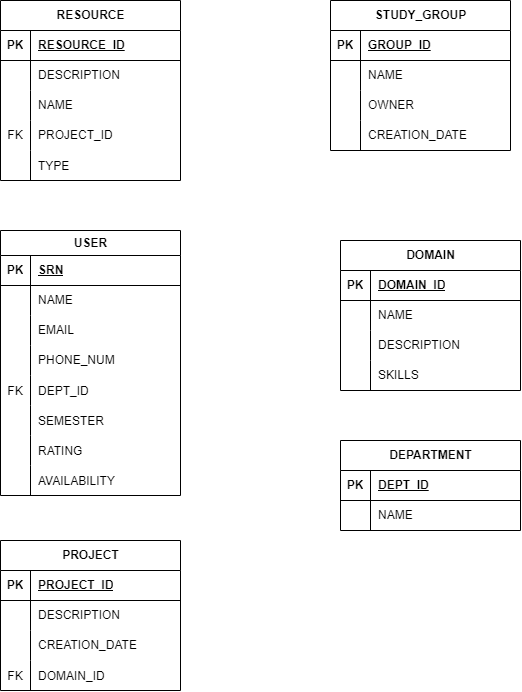 RESOURCE
PK RESOURCE_ID
DESCRIPTION
NAME
FK PROJECT_ID
TYPE
STUDY_GROUP
PK GROUP_ID
NAME
OWNER
CREATION_DATE
USER
PK SRN
NAME
EMAIL
PHONE_NUM
FK DEPT_ID
SEMESTER
RATING
AVAILABILITY
DOMAIN
PK DOMAIN_ID
NAME
DESCRIPTION
SKILLS
DEPARTMENT
PK DEPT_ID
NAME
PROJECT
PK PROJECT_ID
DESCRIPTION
CREATION_DATE
FK DOMAIN_ID